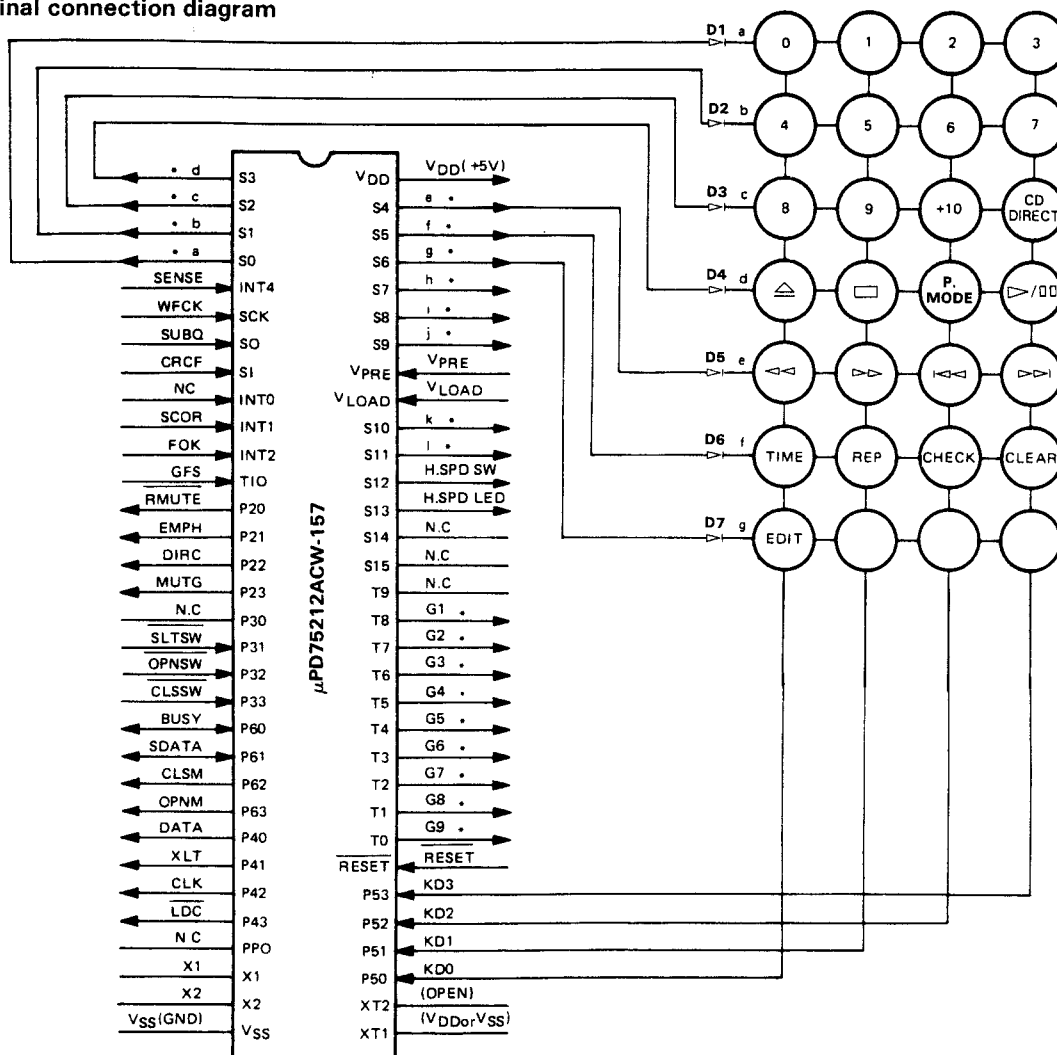 inal connection diagram
D1 a 0 1 2 3
D2 b 4 5 6 7
D3 c 8 9 +10 CD DIRECT
D4 d P. MODE
D5 e
D6 f TIME REP CHECK CLEAR
D7 g EDIT
µPD75212ACW-157
• d S3
• c S2
• b S1
• a S0
SENSE INT4
WFCK SCK
SUBQ SO
CRCF SI
NC INT0
SCOR INT1
FOK INT2
GFS TIO
RMUTE P20
EMPH P21
DIRC P22
MUTG P23
N.C P30
SLTSW P31
OPNSW P32
CLSSW P33
BUSY P60
SDATA P61
CLSM P62
OPNM P63
DATA P40
XLT P41
CLK P42
LDC P43
N C PPO
X1 X1
X2 X2
VSS(GND) VSS
VDD VDD(+5V)
S4 e •
S5 f •
S6 g •
S7 h •
S8 i •
S9 j •
VPRE VPRE
VLOAD VLOAD
S10 k •
S11 l •
S12 H.SPD SW
S13 H.SPD LED
S14 N.C
S15 N.C
T9 N.C
T8 G1 •
T7 G2 •
T6 G3 •
T5 G4 •
T4 G5 •
T3 G6 •
T2 G7 •
T1 G8 •
T0 G9 •
RESET RESET
P53 KD3
P52 KD2
P51 KD1
P50 KD0
XT2 (OPEN)
XT1 (VDDorVSS)